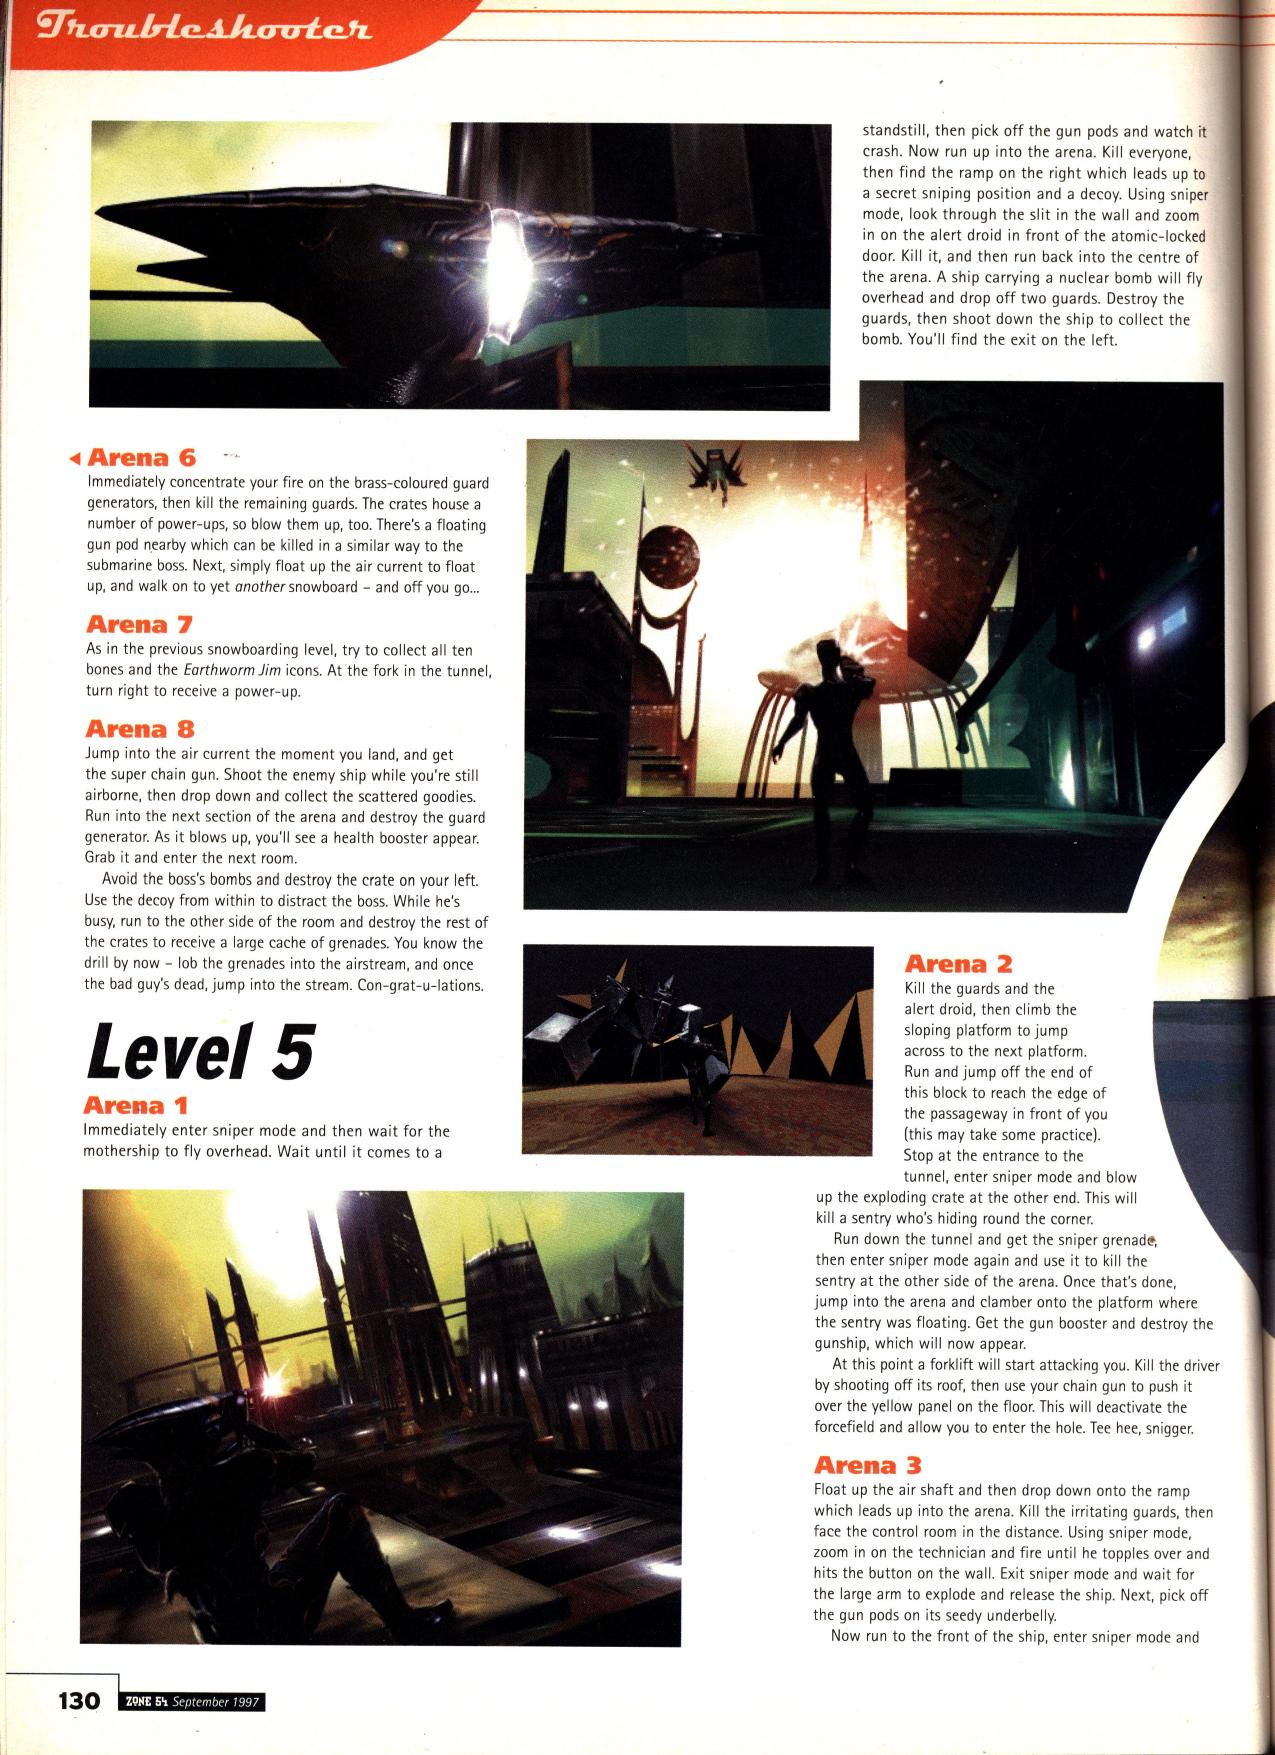 Troubleshooter
Arena 6
Immediately concentrate your fire on the brass-coloured guard
generators, then kill the remaining guards. The crates house a
number of power-ups, so blow them up, too. There's a floating
gun pod nearby which can be killed in a similar way to the
submarine boss. Next, simply float up the air current to float
up, and walk on to yet another snowboard – and off you go...
Arena 7
As in the previous snowboarding level, try to collect all ten
bones and the Earthworm Jim icons. At the fork in the tunnel,
turn right to receive a power-up.
Arena 8
Jump into the air current the moment you land, and get
the super chain gun. Shoot the enemy ship while you're still
airborne, then drop down and collect the scattered goodies.
Run into the next section of the arena and destroy the guard
generator. As it blows up, you'll see a health booster appear.
Grab it and enter the next room.
Avoid the boss's bombs and destroy the crate on your left.
Use the decoy from within to distract the boss. While he's
busy, run to the other side of the room and destroy the rest of
the crates to receive a large cache of grenades. You know the
drill by now – lob the grenades into the airstream, and once
the bad guy's dead, jump into the stream. Con-grat-u-lations.
Level 5
Arena 1
Immediately enter sniper mode and then wait for the
mothership to fly overhead. Wait until it comes to a
standstill, then pick off the gun pods and watch it
crash. Now run up into the arena. Kill everyone,
then find the ramp on the right which leads up to
a secret sniping position and a decoy. Using sniper
mode, look through the slit in the wall and zoom
in on the alert droid in front of the atomic-locked
door. Kill it, and then run back into the centre of
the arena. A ship carrying a nuclear bomb will fly
overhead and drop off two guards. Destroy the
guards, then shoot down the ship to collect the
bomb. You'll find the exit on the left.
Arena 2
Kill the guards and the
alert droid, then climb the
sloping platform to jump
across to the next platform.
Run and jump off the end of
this block to reach the edge of
the passageway in front of you
(this may take some practice).
Stop at the entrance to the
tunnel, enter sniper mode and blow
up the exploding crate at the other end. This will
kill a sentry who's hiding round the corner.
Run down the tunnel and get the sniper grenade,
then enter sniper mode again and use it to kill the
sentry at the other side of the arena. Once that's done,
jump into the arena and clamber onto the platform where
the sentry was floating. Get the gun booster and destroy the
gunship, which will now appear.
At this point a forklift will start attacking you. Kill the driver
by shooting off its roof, then use your chain gun to push it
over the yellow panel on the floor. This will deactivate the
forcefield and allow you to enter the hole. Tee hee, snigger.
Arena 3
Float up the air shaft and then drop down onto the ramp
which leads up into the arena. Kill the irritating guards, then
face the control room in the distance. Using sniper mode,
zoom in on the technician and fire until he topples over and
hits the button on the wall. Exit sniper mode and wait for
the large arm to explode and release the ship. Next, pick off
the gun pods on its seedy underbelly.
Now run to the front of the ship, enter sniper mode and
130 ZONE 54 September 1997